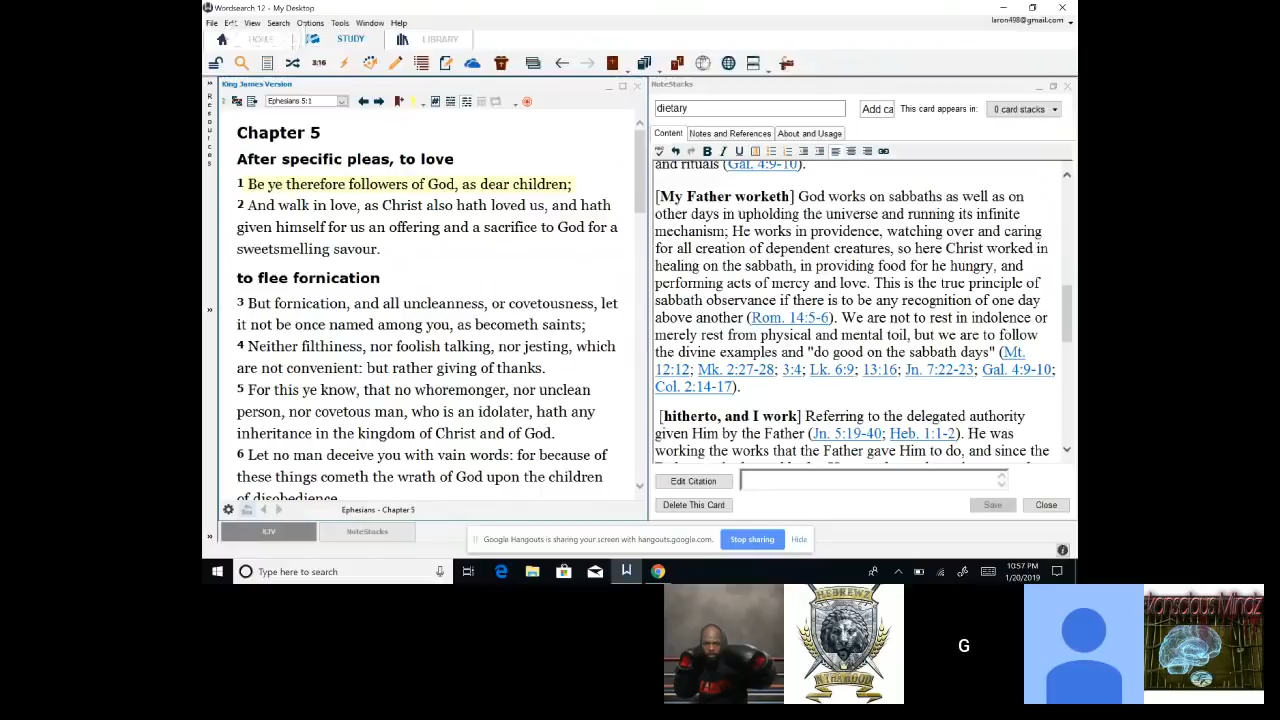 Wordsearch 12 - My Desktop
laron498@gmail.com
File Edit View Search Options Tools Window Help
HOME STUDY LIBRARY
3:16
King James Version
Ephesians 5:1
Resources
Chapter 5
After specific pleas, to love
1 Be ye therefore followers of God, as dear children;
2 And walk in love, as Christ also hath loved us, and hath
given himself for us an offering and a sacrifice to God for a
sweetsmelling savour.
to flee fornication
3 But fornication, and all uncleanness, or covetousness, let
it not be once named among you, as becometh saints;
4 Neither filthiness, nor foolish talking, nor jesting, which
are not convenient: but rather giving of thanks.
5 For this ye know, that no whoremonger, nor unclean
person, nor covetous man, who is an idolater, hath any
inheritance in the kingdom of Christ and of God.
6 Let no man deceive you with vain words: for because of
these things cometh the wrath of God upon the children
of disobedience
Ephesians - Chapter 5
KJV NoteStacks
NoteStacks
dietary Add ca This card appears in: 0 card stacks
Content Notes and References About and Usage
B I U
and rituals (Gal. 4:9-10).
[My Father worketh] God works on sabbaths as well as on
other days in upholding the universe and running its infinite
mechanism; He works in providence, watching over and caring
for all creation of dependent creatures, so here Christ worked in
healing on the sabbath, in providing food for he hungry, and
performing acts of mercy and love. This is the true principle of
sabbath observance if there is to be any recognition of one day
above another (Rom. 14:5-6). We are not to rest in indolence or
merely rest from physical and mental toil, but we are to follow
the divine examples and "do good on the sabbath days" (Mt.
12:12; Mk. 2:27-28; 3:4; Lk. 6:9; 13:16; Jn. 7:22-23; Gal. 4:9-10;
Col. 2:14-17).
[hitherto, and I work] Referring to the delegated authority
given Him by the Father (Jn. 5:19-40; Heb. 1:1-2). He was
working the works that the Father gave Him to do, and since the
Edit Citation
Delete This Card Save Close
Google Hangouts is sharing your screen with hangouts.google.com. Stop sharing Hide
Type here to search
10:57 PM
1/20/2019
HEBREWZ
G